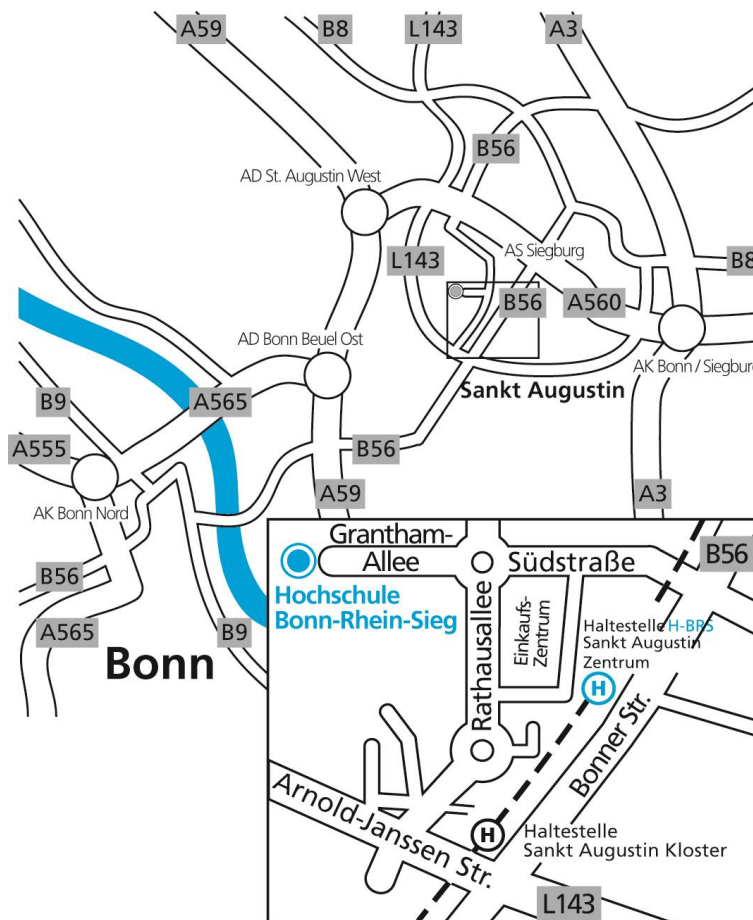 A59
B8
L143
A3
B56
AD St. Augustin West
L143
AS Siegburg
B8
B56
A560
AD Bonn Beuel Ost
AK Bonn / Siegburg
Sankt Augustin
B9
A565
A555
B56
A59
A3
AK Bonn Nord
B56
A565
B9
Bonn
Grantham-
Allee
Südstraße
B56
Hochschule
Bonn-Rhein-Sieg
Rathausallee
Einkaufs-
Zentrum
Haltestelle H-BRS
Sankt Augustin
Zentrum
H
Bonner Str.
Arnold-Janssen Str.
H
Haltestelle
Sankt Augustin Kloster
L143